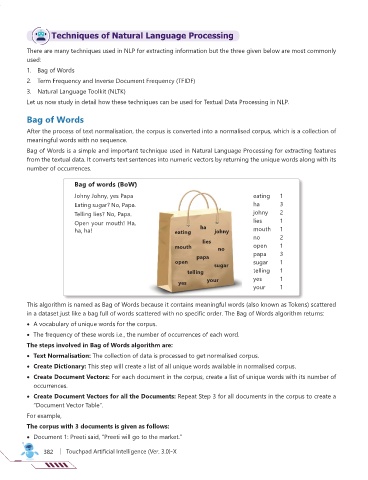 Techniques of Natural Language Processing
There are many techniques used in NLP for extracting information but the three given below are most commonly
used:
1. Bag of Words
2. Term Frequency and Inverse Document Frequency (TFIDF)
3. Natural Language Toolkit (NLTK)
Let us now study in detail how these techniques can be used for Textual Data Processing in NLP.
Bag of Words
After the process of text normalisation, the corpus is converted into a normalised corpus, which is a collection of
meaningful words with no sequence.
Bag of Words is a simple and important technique used in Natural Language Processing for extracting features
from the textual data. It converts text sentences into numeric vectors by returning the unique words along with its
number of occurrences.
Bag of words (BoW)
Johny Johny, yes Papa
Eating sugar? No, Papa.
Telling lies? No, Papa.
Open your mouth! Ha,
ha, ha!
ha
eating johny
lies
mouth no
papa
open sugar
telling
yes your
eating 1
ha 3
johny 2
lies 1
mouth 1
no 2
open 1
papa 3
sugar 1
telling 1
yes 1
your 1
This algorithm is named as Bag of Words because it contains meaningful words (also known as Tokens) scattered
in a dataset just like a bag full of words scattered with no specific order. The Bag of Words algorithm returns:
• A vocabulary of unique words for the corpus.
• The frequency of these words i.e., the number of occurrences of each word.
The steps involved in Bag of Words algorithm are:
• Text Normalisation: The collection of data is processed to get normalised corpus.
• Create Dictionary: This step will create a list of all unique words available in normalised corpus.
• Create Document Vectors: For each document in the corpus, create a list of unique words with its number of
occurrences.
• Create Document Vectors for all the Documents: Repeat Step 3 for all documents in the corpus to create a
"Document Vector Table".
For example,
The corpus with 3 documents is given as follows:
• Document 1: Preeti said, "Preeti will go to the market."
382 | Touchpad Artificial Intelligence (Ver. 3.0)-X